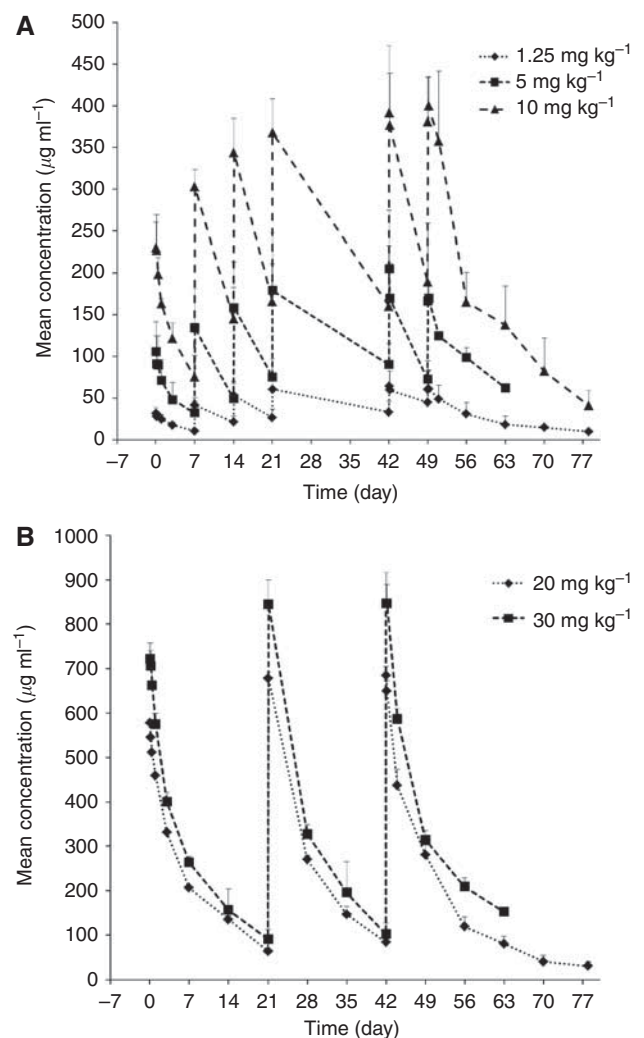 A
Mean concentration (μg ml⁻¹)
500
450
400
350
300
250
200
150
100
50
0
1.25 mg kg⁻¹
5 mg kg⁻¹
10 mg kg⁻¹
–7 0 7 14 21 28 35 42 49 56 63 70 77
Time (day)
B
Mean concentration (μg ml⁻¹)
1000
900
800
700
600
500
400
300
200
100
0
20 mg kg⁻¹
30 mg kg⁻¹
–7 0 7 14 21 28 35 42 49 56 63 70 77
Time (day)